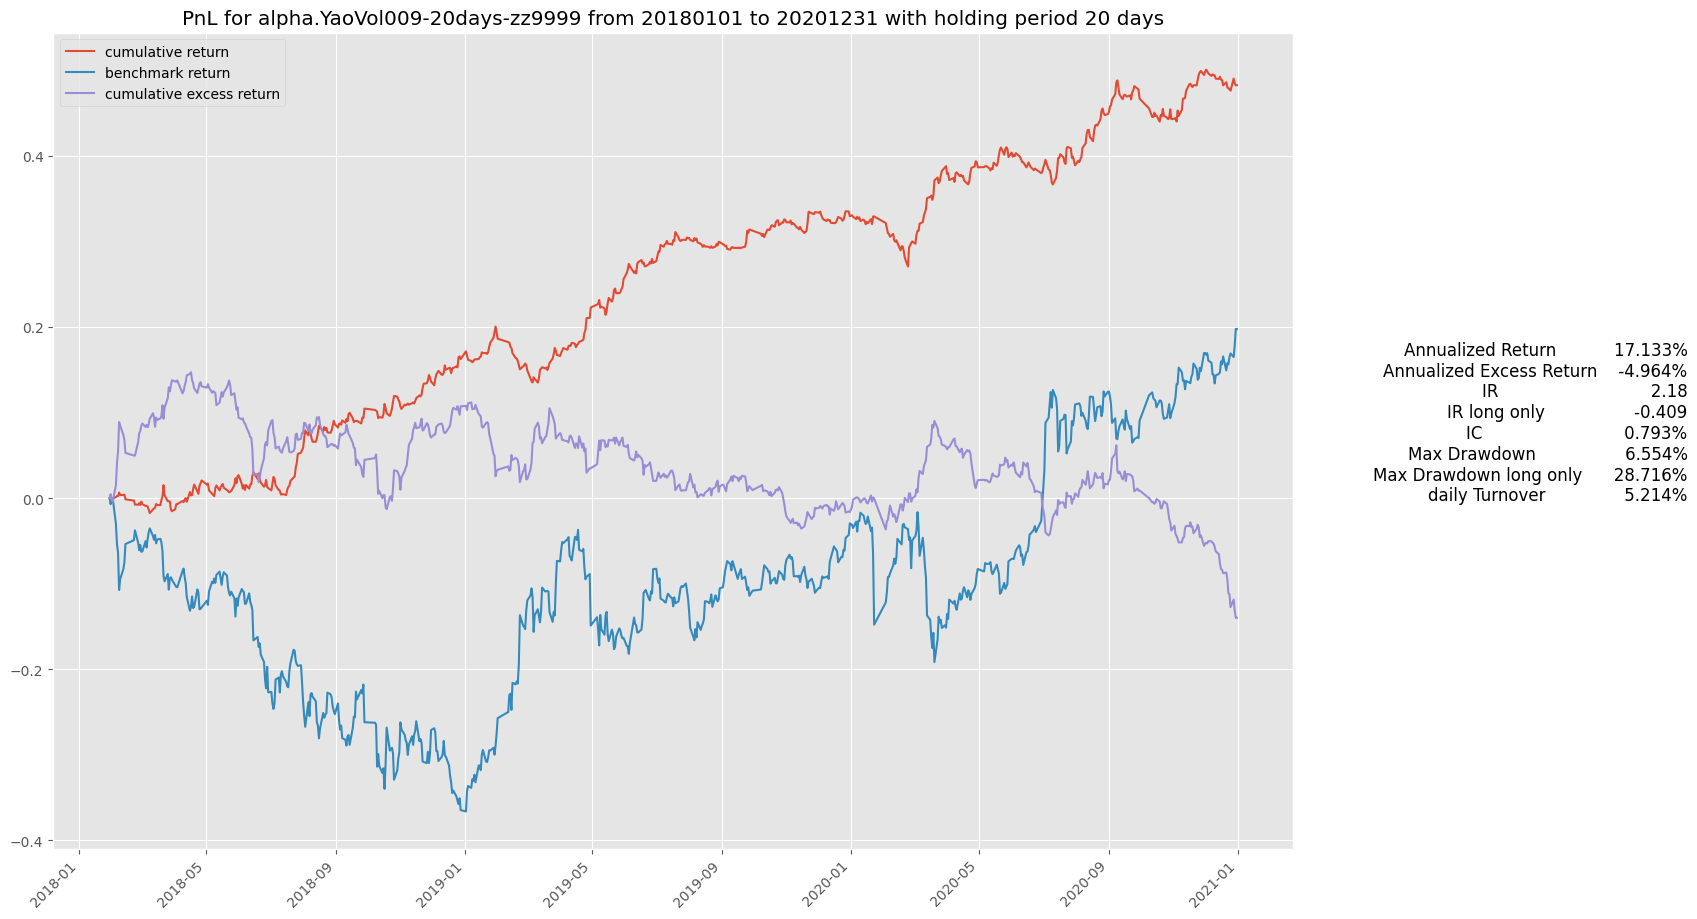 PnL for alpha.YaoVol009-20days-zz9999 from 20180101 to 20201231 with holding period 20 days
cumulative return
benchmark return
cumulative excess return
0.4
0.2
0.0
−0.2
−0.4
2018-01
2018-05
2018-09
2019-01
2019-05
2019-09
2020-01
2020-05
2020-09
2021-01
Annualized Return 17.133%
Annualized Excess Return -4.964%
IR 2.18
IR long only -0.409
IC 0.793%
Max Drawdown 6.554%
Max Drawdown long only 28.716%
daily Turnover 5.214%